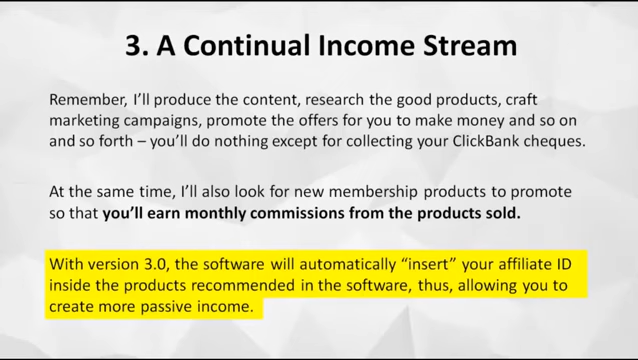 3. A Continual Income Stream
Remember, I'll produce the content, research the good products, craft
marketing campaigns, promote the offers for you to make money and so on
and so forth – you'll do nothing except for collecting your ClickBank cheques.
At the same time, I'll also look for new membership products to promote
so that you'll earn monthly commissions from the products sold.
With version 3.0, the software will automatically “insert” your affiliate ID
inside the products recommended in the software, thus, allowing you to
create more passive income.